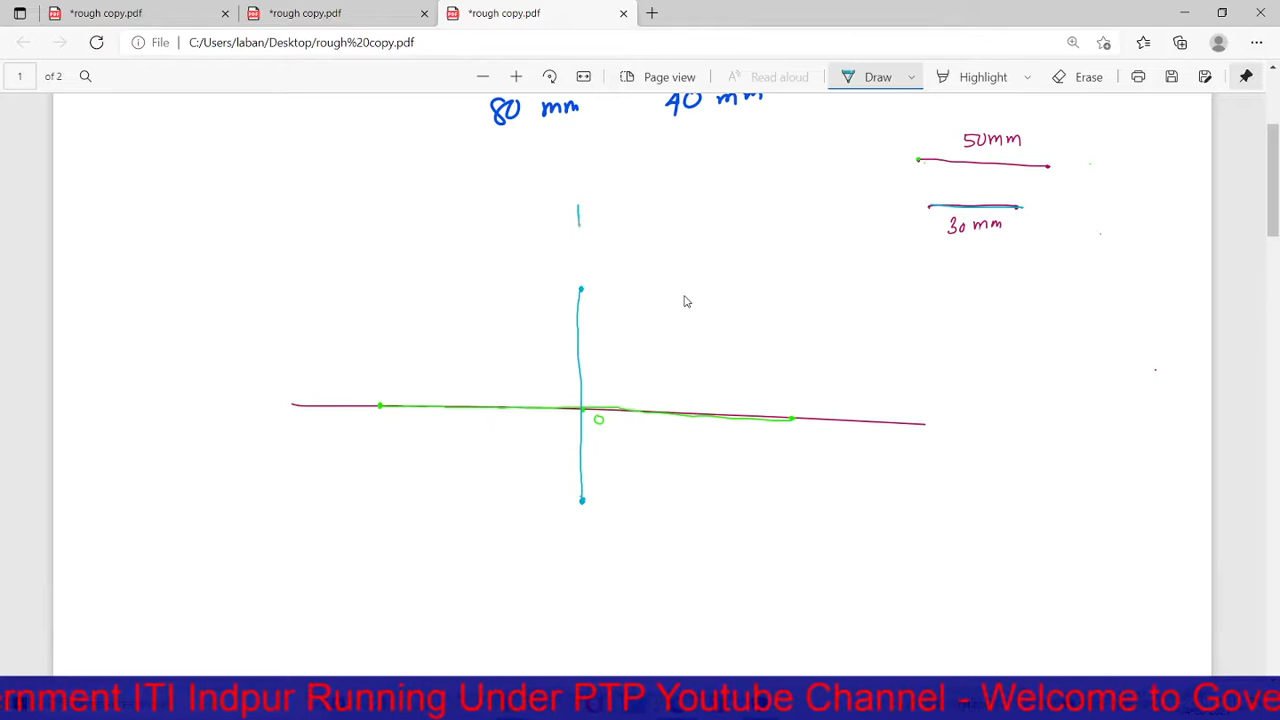 *rough copy.pdf
*rough copy.pdf
*rough copy.pdf
File C:/Users/laban/Desktop/rough%20copy.pdf
1 of 2
Page view
Read aloud
Draw
Highlight
Erase
80 mm 40 mm
50mm
30 mm
O
ernment ITI Indpur Running Under PTP Youtube Channel - Welcome to Gove